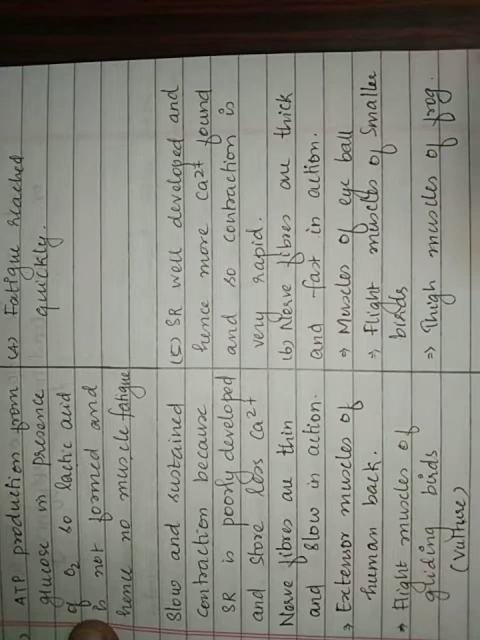 ) ATP production from
glucose in presence
of O2 so lactic acid
is not formed and
hence no muscle fatigue
Slow and sustained
contraction because
SR is poorly developed
and store less Ca2+
Nerve fibres are thin
and slow in action.
⇒ Extensor muscles of
human back.
⇒ Flight muscles of
gliding birds
(Vulture)
(4) Fatigue reached
quickly.
(5) SR well developed and
hence more Ca2+ found
and so contraction is
very rapid.
(6) Nerve fibres are thick
and fast in action.
⇒ Muscles of eye ball
⇒ Flight muscles of smaller
birds
⇒ Thigh muscles of frog.